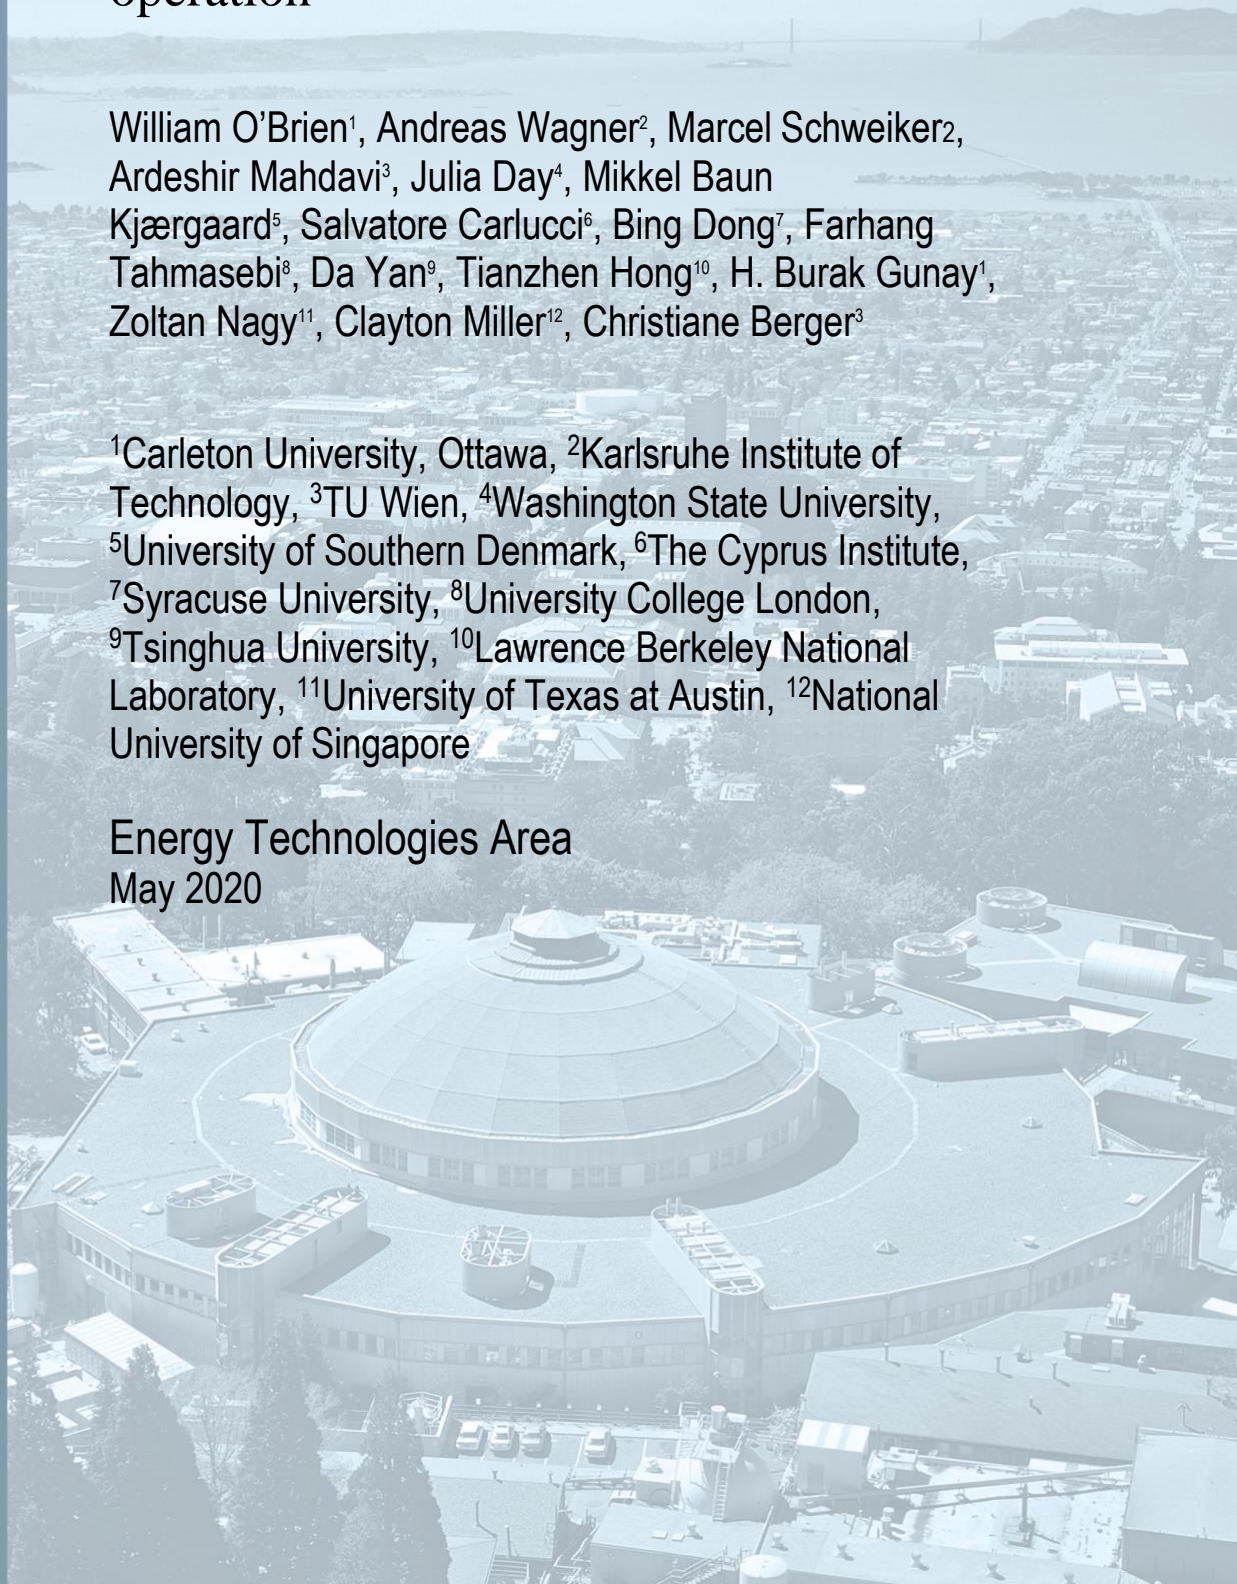 operation
William O’Brien¹, Andreas Wagner², Marcel Schweiker2,
Ardeshir Mahdavi³, Julia Day⁴, Mikkel Baun
Kjærgaard⁵, Salvatore Carlucci⁶, Bing Dong⁷, Farhang
Tahmasebi⁸, Da Yan⁹, Tianzhen Hong¹⁰, H. Burak Gunay¹,
Zoltan Nagy¹¹, Clayton Miller¹², Christiane Berger³
¹Carleton University, Ottawa, ²Karlsruhe Institute of
Technology, ³TU Wien, ⁴Washington State University,
⁵University of Southern Denmark, ⁶The Cyprus Institute,
⁷Syracuse University, ⁸University College London,
⁹Tsinghua University, ¹⁰Lawrence Berkeley National
Laboratory, ¹¹University of Texas at Austin, ¹²National
University of Singapore
Energy Technologies Area
May 2020